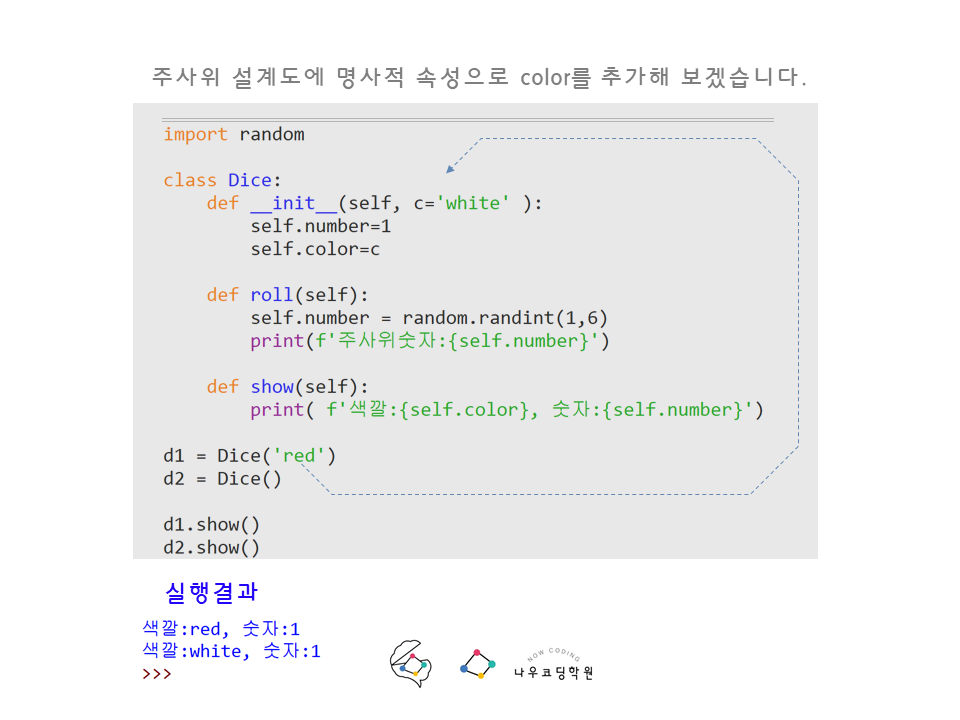 주사위 설계도에 명사적 속성으로 color를 추가해 보겠습니다.
import random
class Dice:
    def __init__(self, c='white' ):
        self.number=1
        self.color=c
    def roll(self):
        self.number = random.randint(1,6)
        print(f'주사위숫자:{self.number}')
    def show(self):
        print( f'색깔:{self.color}, 숫자:{self.number}')
d1 = Dice('red')
d2 = Dice()
d1.show()
d2.show()
실행결과
색깔:red, 숫자:1
색깔:white, 숫자:1
>>>
NOW CODING
나우코딩학원